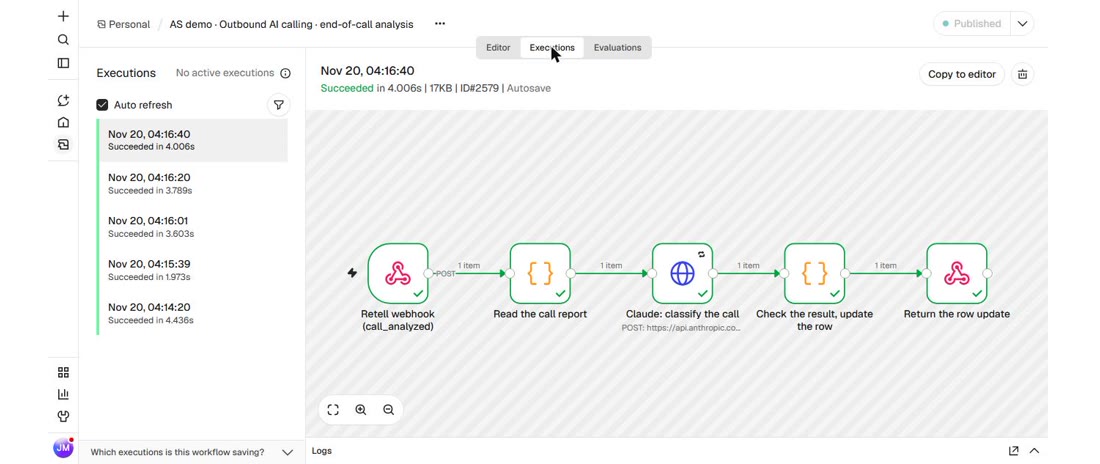 Personal / AS demo · Outbound AI calling · end-of-call analysis ...
Published
Editor
Executions
Evaluations
Executions
No active executions
Auto refresh
Nov 20, 04:16:40
Succeeded in 4.006s
Nov 20, 04:16:20
Succeeded in 3.789s
Nov 20, 04:16:01
Succeeded in 3.603s
Nov 20, 04:15:39
Succeeded in 1.973s
Nov 20, 04:14:20
Succeeded in 4.436s
Which executions is this workflow saving?
JM
Nov 20, 04:16:40
Succeeded in 4.006s | 17KB | ID#2579 | Autosave
Copy to editor
POST
1 item
1 item
1 item
1 item
Retell webhook
(call_analyzed)
Read the call report
Claude: classify the call
POST: https://api.anthropic.co...
Check the result, update
the row
Return the row update
Logs